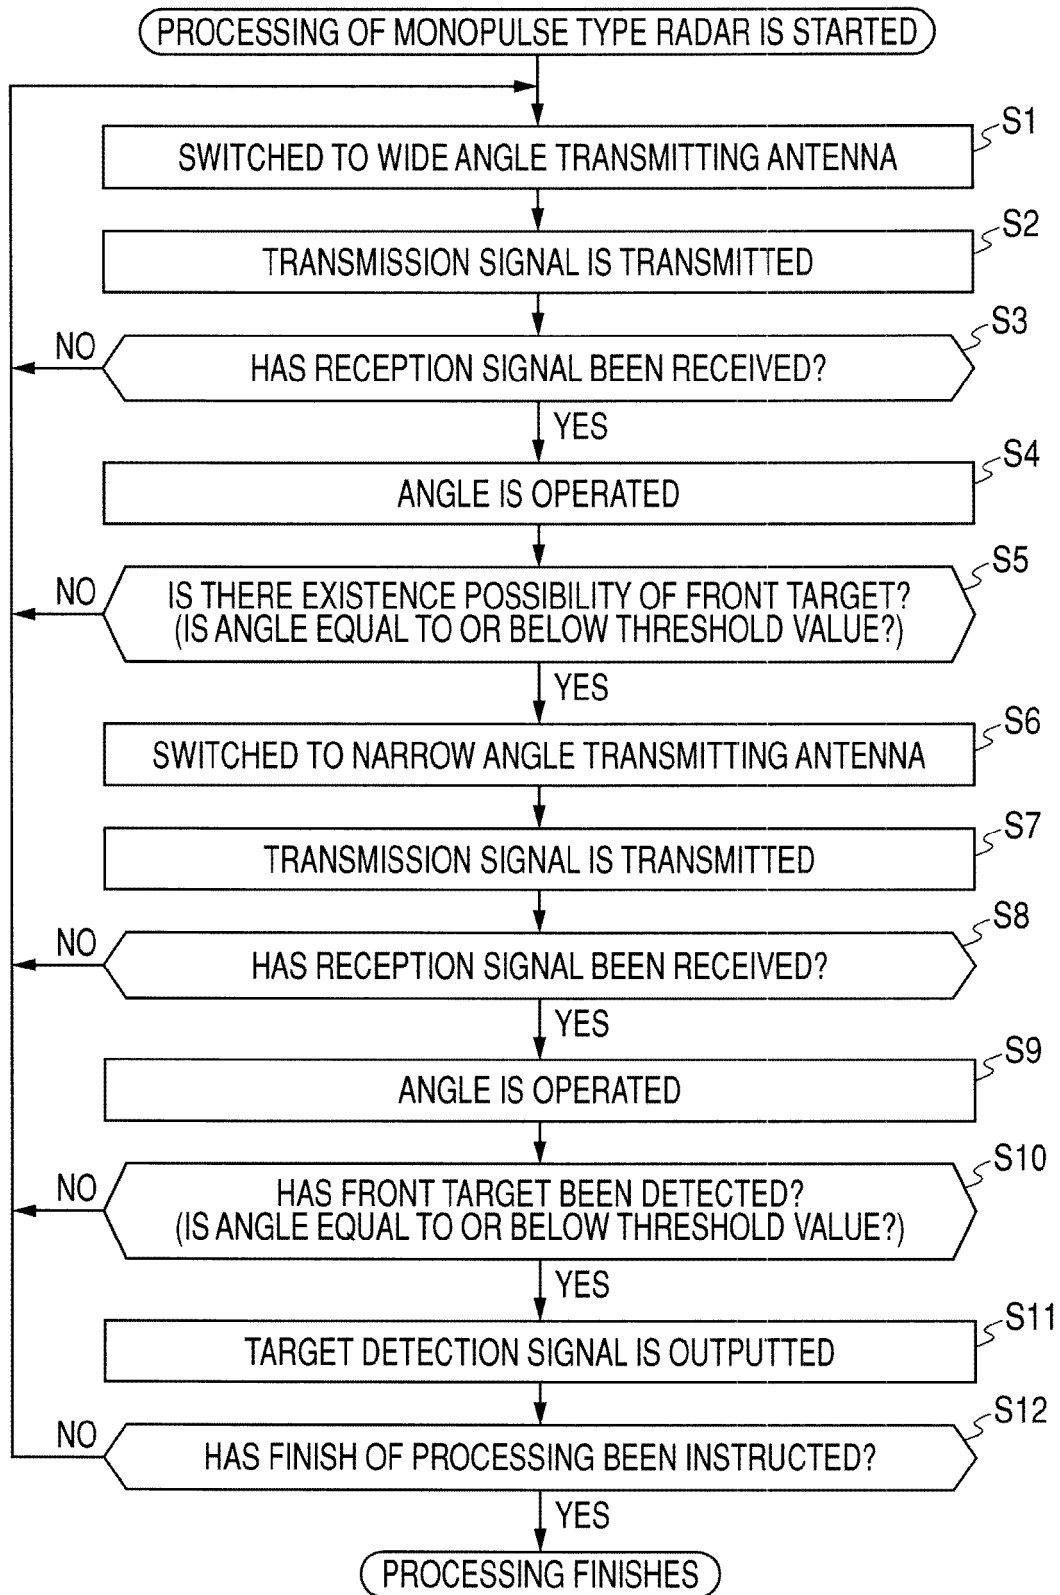 PROCESSING OF MONOPULSE TYPE RADAR IS STARTED
S1
SWITCHED TO WIDE ANGLE TRANSMITTING ANTENNA
S2
TRANSMISSION SIGNAL IS TRANSMITTED
S3
NO
HAS RECEPTION SIGNAL BEEN RECEIVED?
YES
S4
ANGLE IS OPERATED
S5
NO
IS THERE EXISTENCE POSSIBILITY OF FRONT TARGET?
(IS ANGLE EQUAL TO OR BELOW THRESHOLD VALUE?)
YES
S6
SWITCHED TO NARROW ANGLE TRANSMITTING ANTENNA
S7
TRANSMISSION SIGNAL IS TRANSMITTED
S8
NO
HAS RECEPTION SIGNAL BEEN RECEIVED?
YES
S9
ANGLE IS OPERATED
S10
NO
HAS FRONT TARGET BEEN DETECTED?
(IS ANGLE EQUAL TO OR BELOW THRESHOLD VALUE?)
YES
S11
TARGET DETECTION SIGNAL IS OUTPUTTED
S12
NO
HAS FINISH OF PROCESSING BEEN INSTRUCTED?
YES
PROCESSING FINISHES